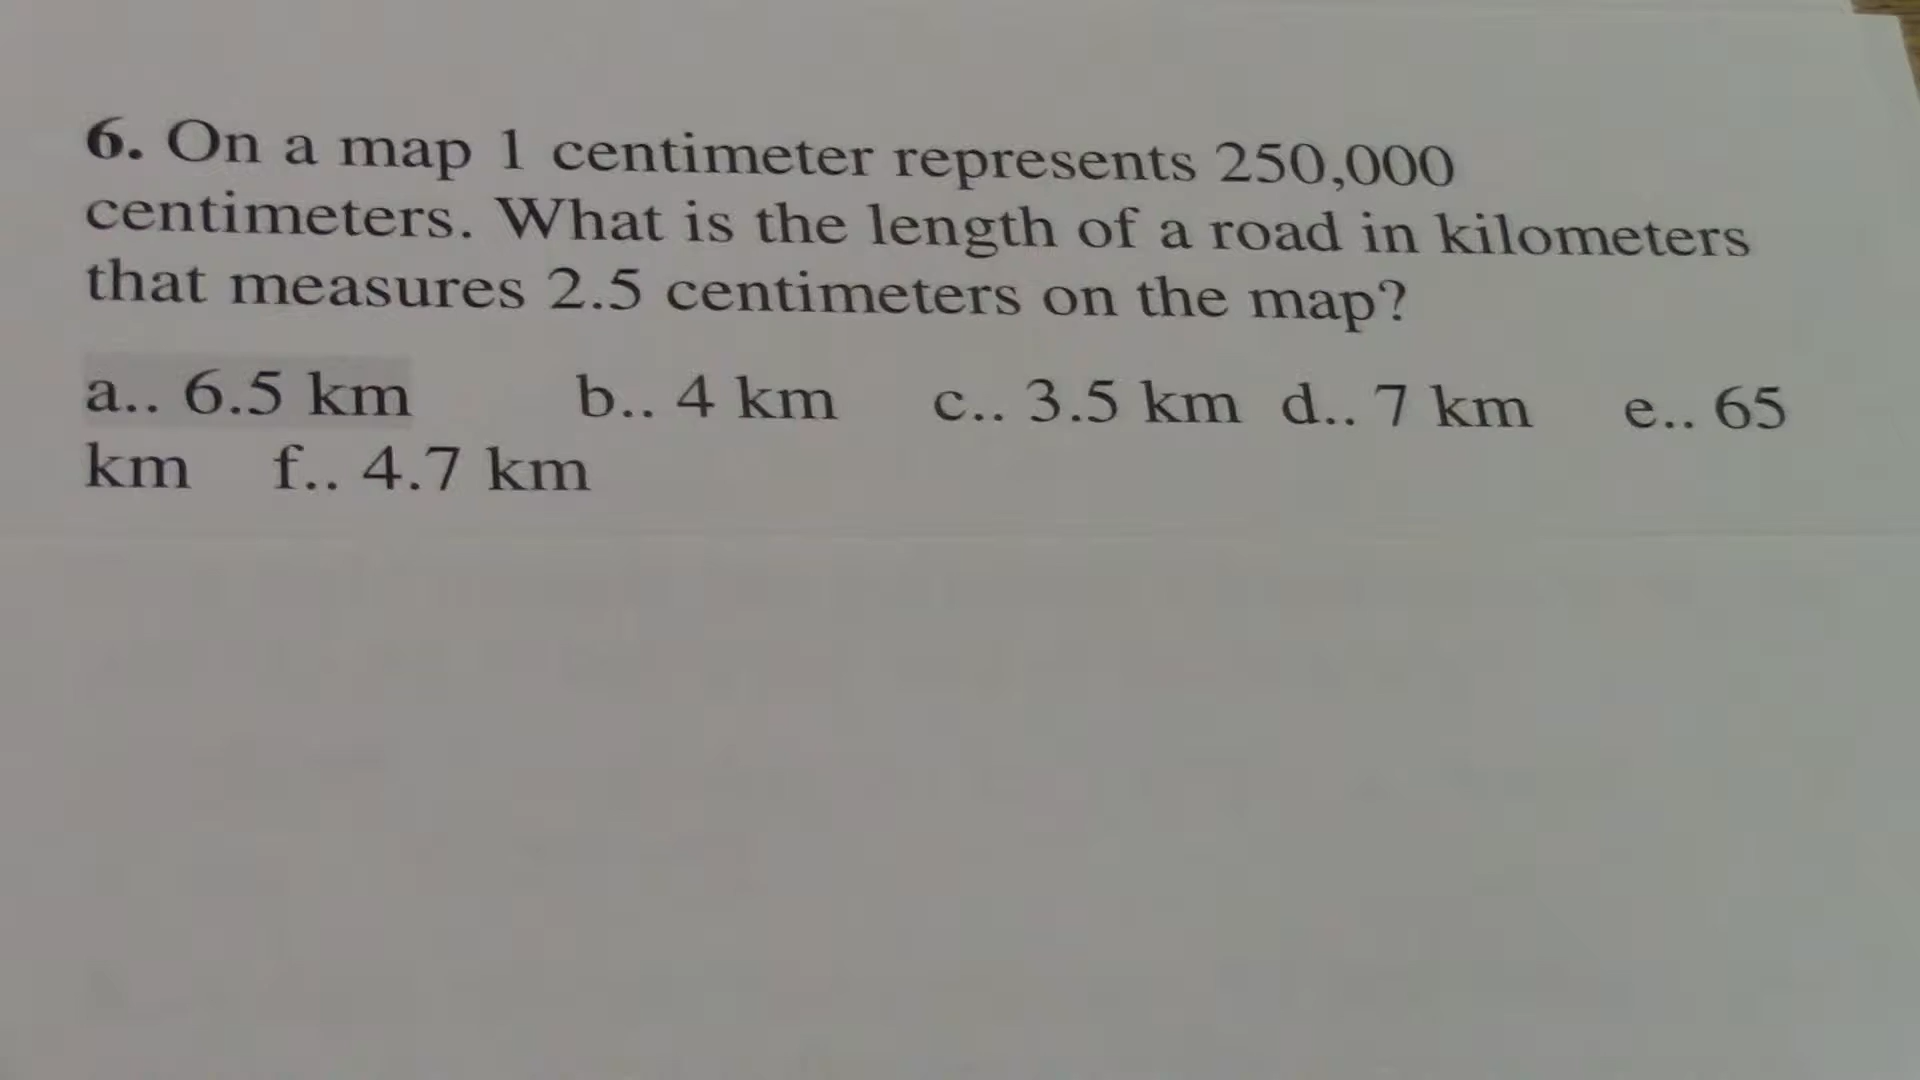 6. On a map 1 centimeter represents 250,000
centimeters. What is the length of a road in kilometers
that measures 2.5 centimeters on the map?
a.. 6.5 km b.. 4 km c.. 3.5 km d.. 7 km e.. 65
km f.. 4.7 km